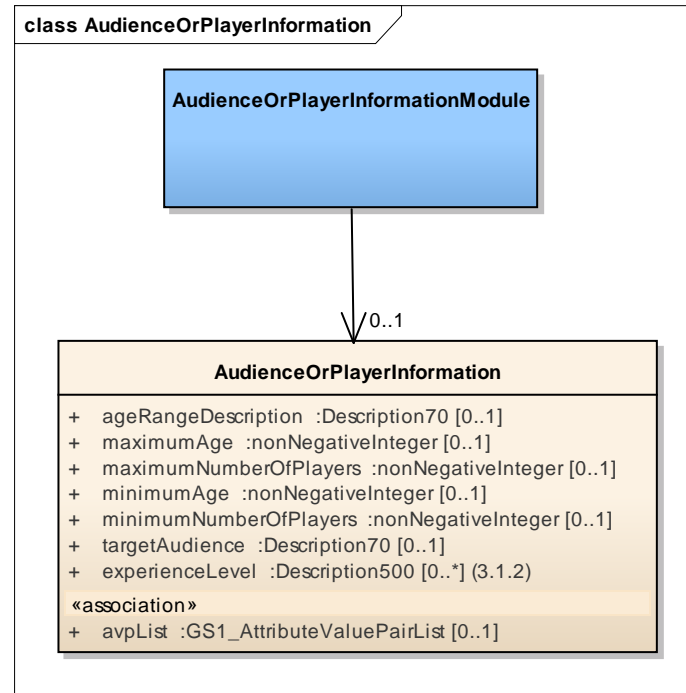 class AudienceOrPlayerInformation
AudienceOrPlayerInformationModule
0..1
AudienceOrPlayerInformation
+ ageRangeDescription :Description70 [0..1]
+ maximumAge :nonNegativeInteger [0..1]
+ maximumNumberOfPlayers :nonNegativeInteger [0..1]
+ minimumAge :nonNegativeInteger [0..1]
+ minimumNumberOfPlayers :nonNegativeInteger [0..1]
+ targetAudience :Description70 [0..1]
+ experienceLevel :Description500 [0..*] (3.1.2)
«association»
+ avpList :GS1_AttributeValuePairList [0..1]